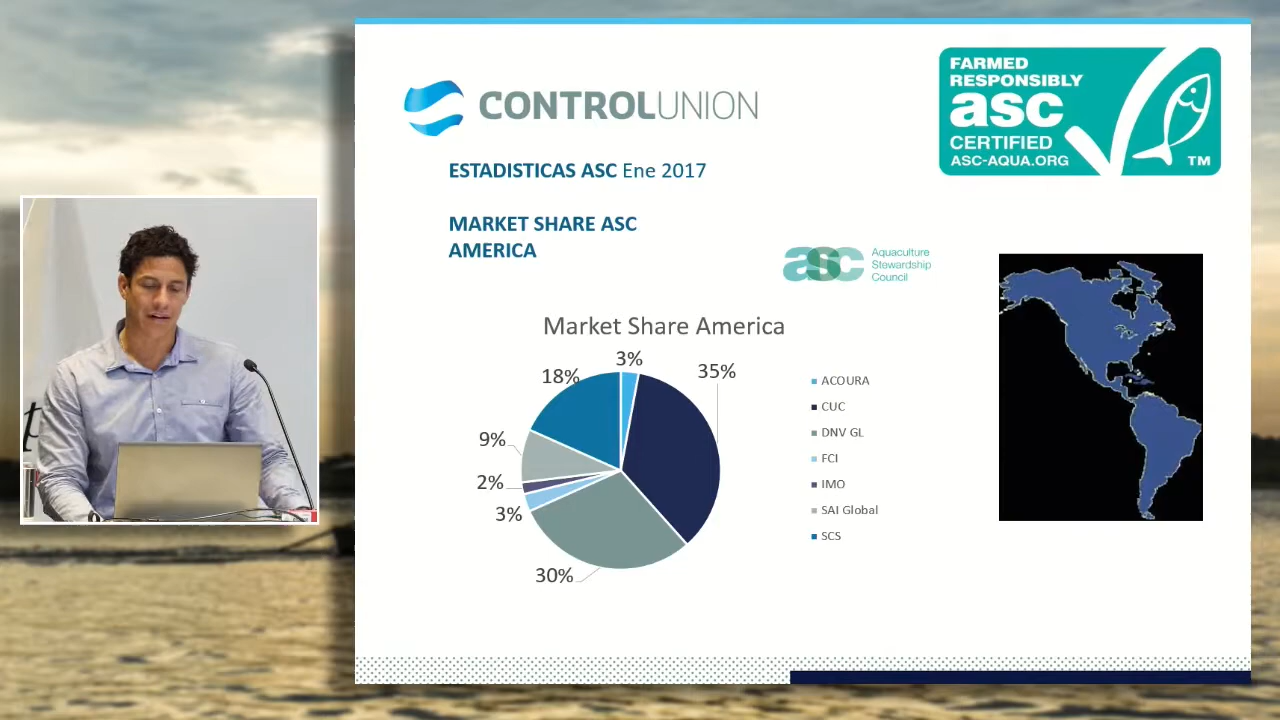 CONTROLUNION
FARMED
RESPONSIBLY
asc
CERTIFIED
ASC-AQUA.ORG
TM
ESTADISTICAS ASC Ene 2017
MARKET SHARE ASC
AMERICA
asc
Aquaculture
Stewardship
Council
Market Share America
3%
35%
18%
9%
2%
3%
30%
ACOURA
CUC
DNV GL
FCI
IMO
SAI Global
SCS